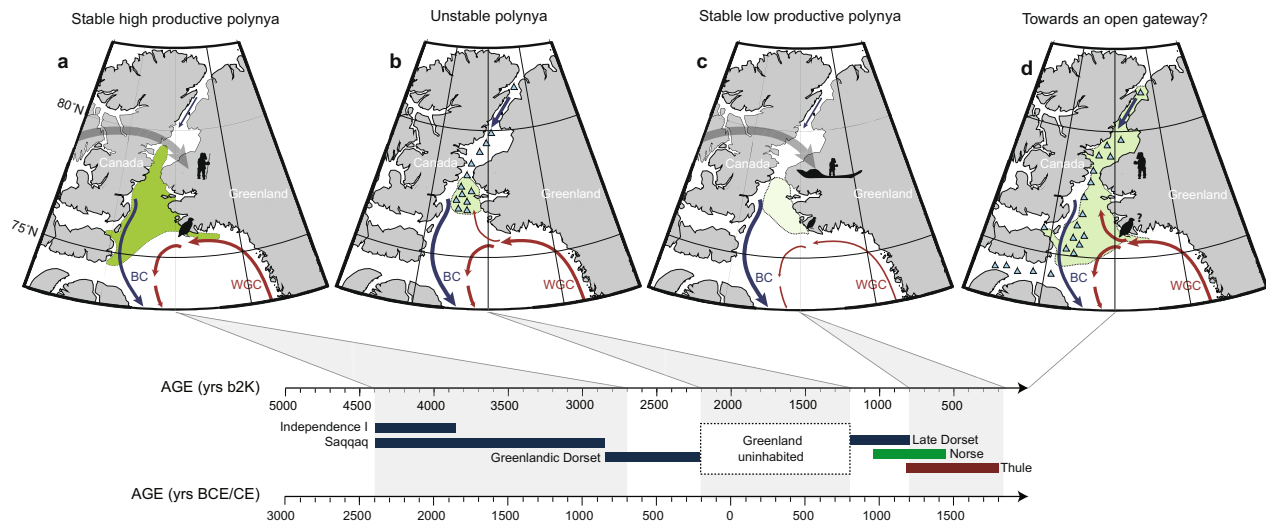 Stable high productive polynya
Unstable polynya
Stable low productive polynya
Towards an open gateway?
a
b
c
d
80°N
75°N
Canada
Greenland
BC
WGC
Canada
Greenland
BC
WGC
Canada
Greenland
BC
WGC
Canada
Greenland
?
BC
WGC
AGE (yrs b2K)
5000 4500 4000 3500 3000 2500 2000 1500 1000 500
Independence I
Saqqaq
Greenlandic Dorset
Greenland
uninhabited
Late Dorset
Norse
Thule
AGE (yrs BCE/CE)
3000 2500 2000 1500 1000 500 0 500 1000 1500